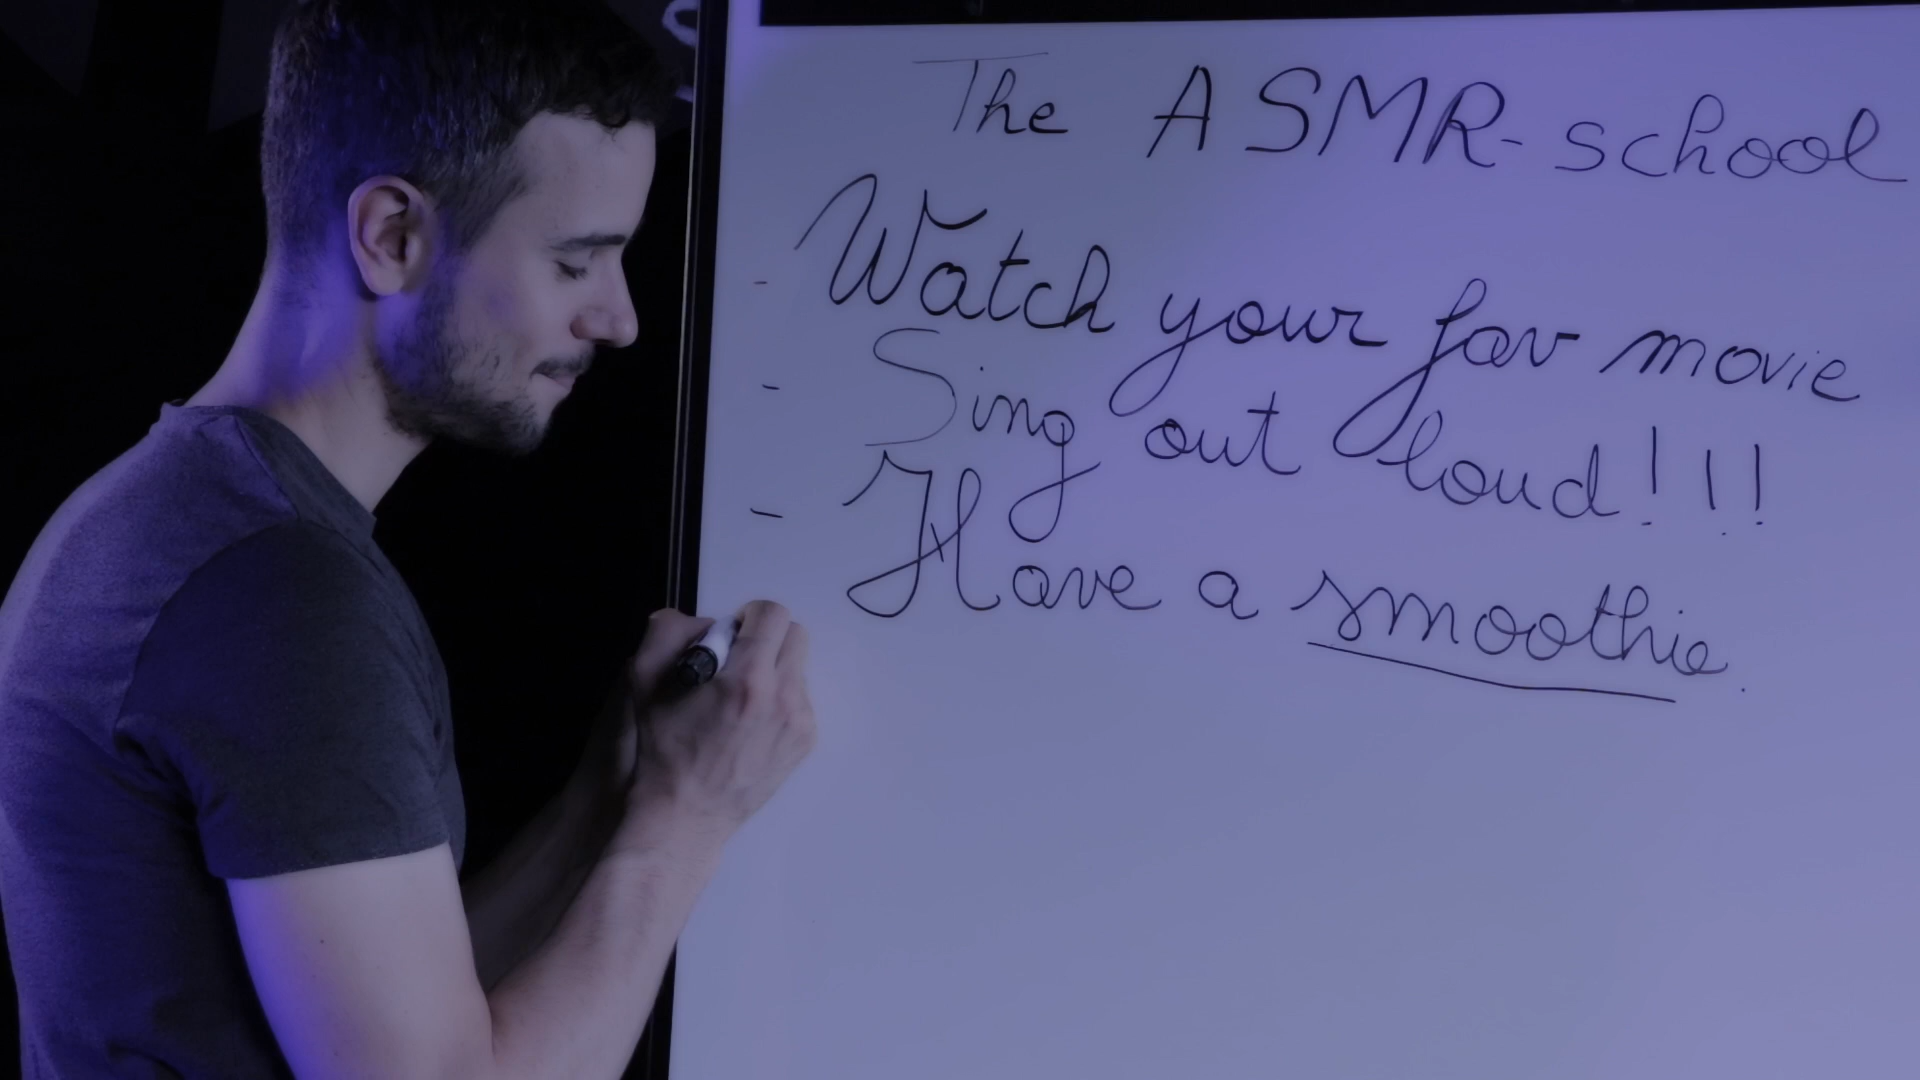 The ASMR-school
- Watch your fav movie
- Sing out loud!!!
- Have a smoothie.